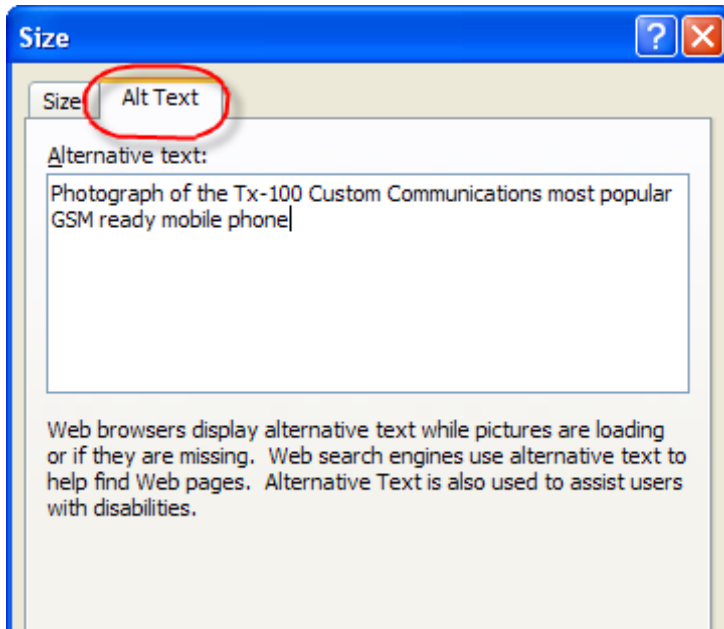 Size
Size
Alt Text
Alternative text:
Photograph of the Tx-100 Custom Communications most popular
GSM ready mobile phone
Web browsers display alternative text while pictures are loading
or if they are missing.  Web search engines use alternative text to
help find Web pages.  Alternative Text is also used to assist users
with disabilities.